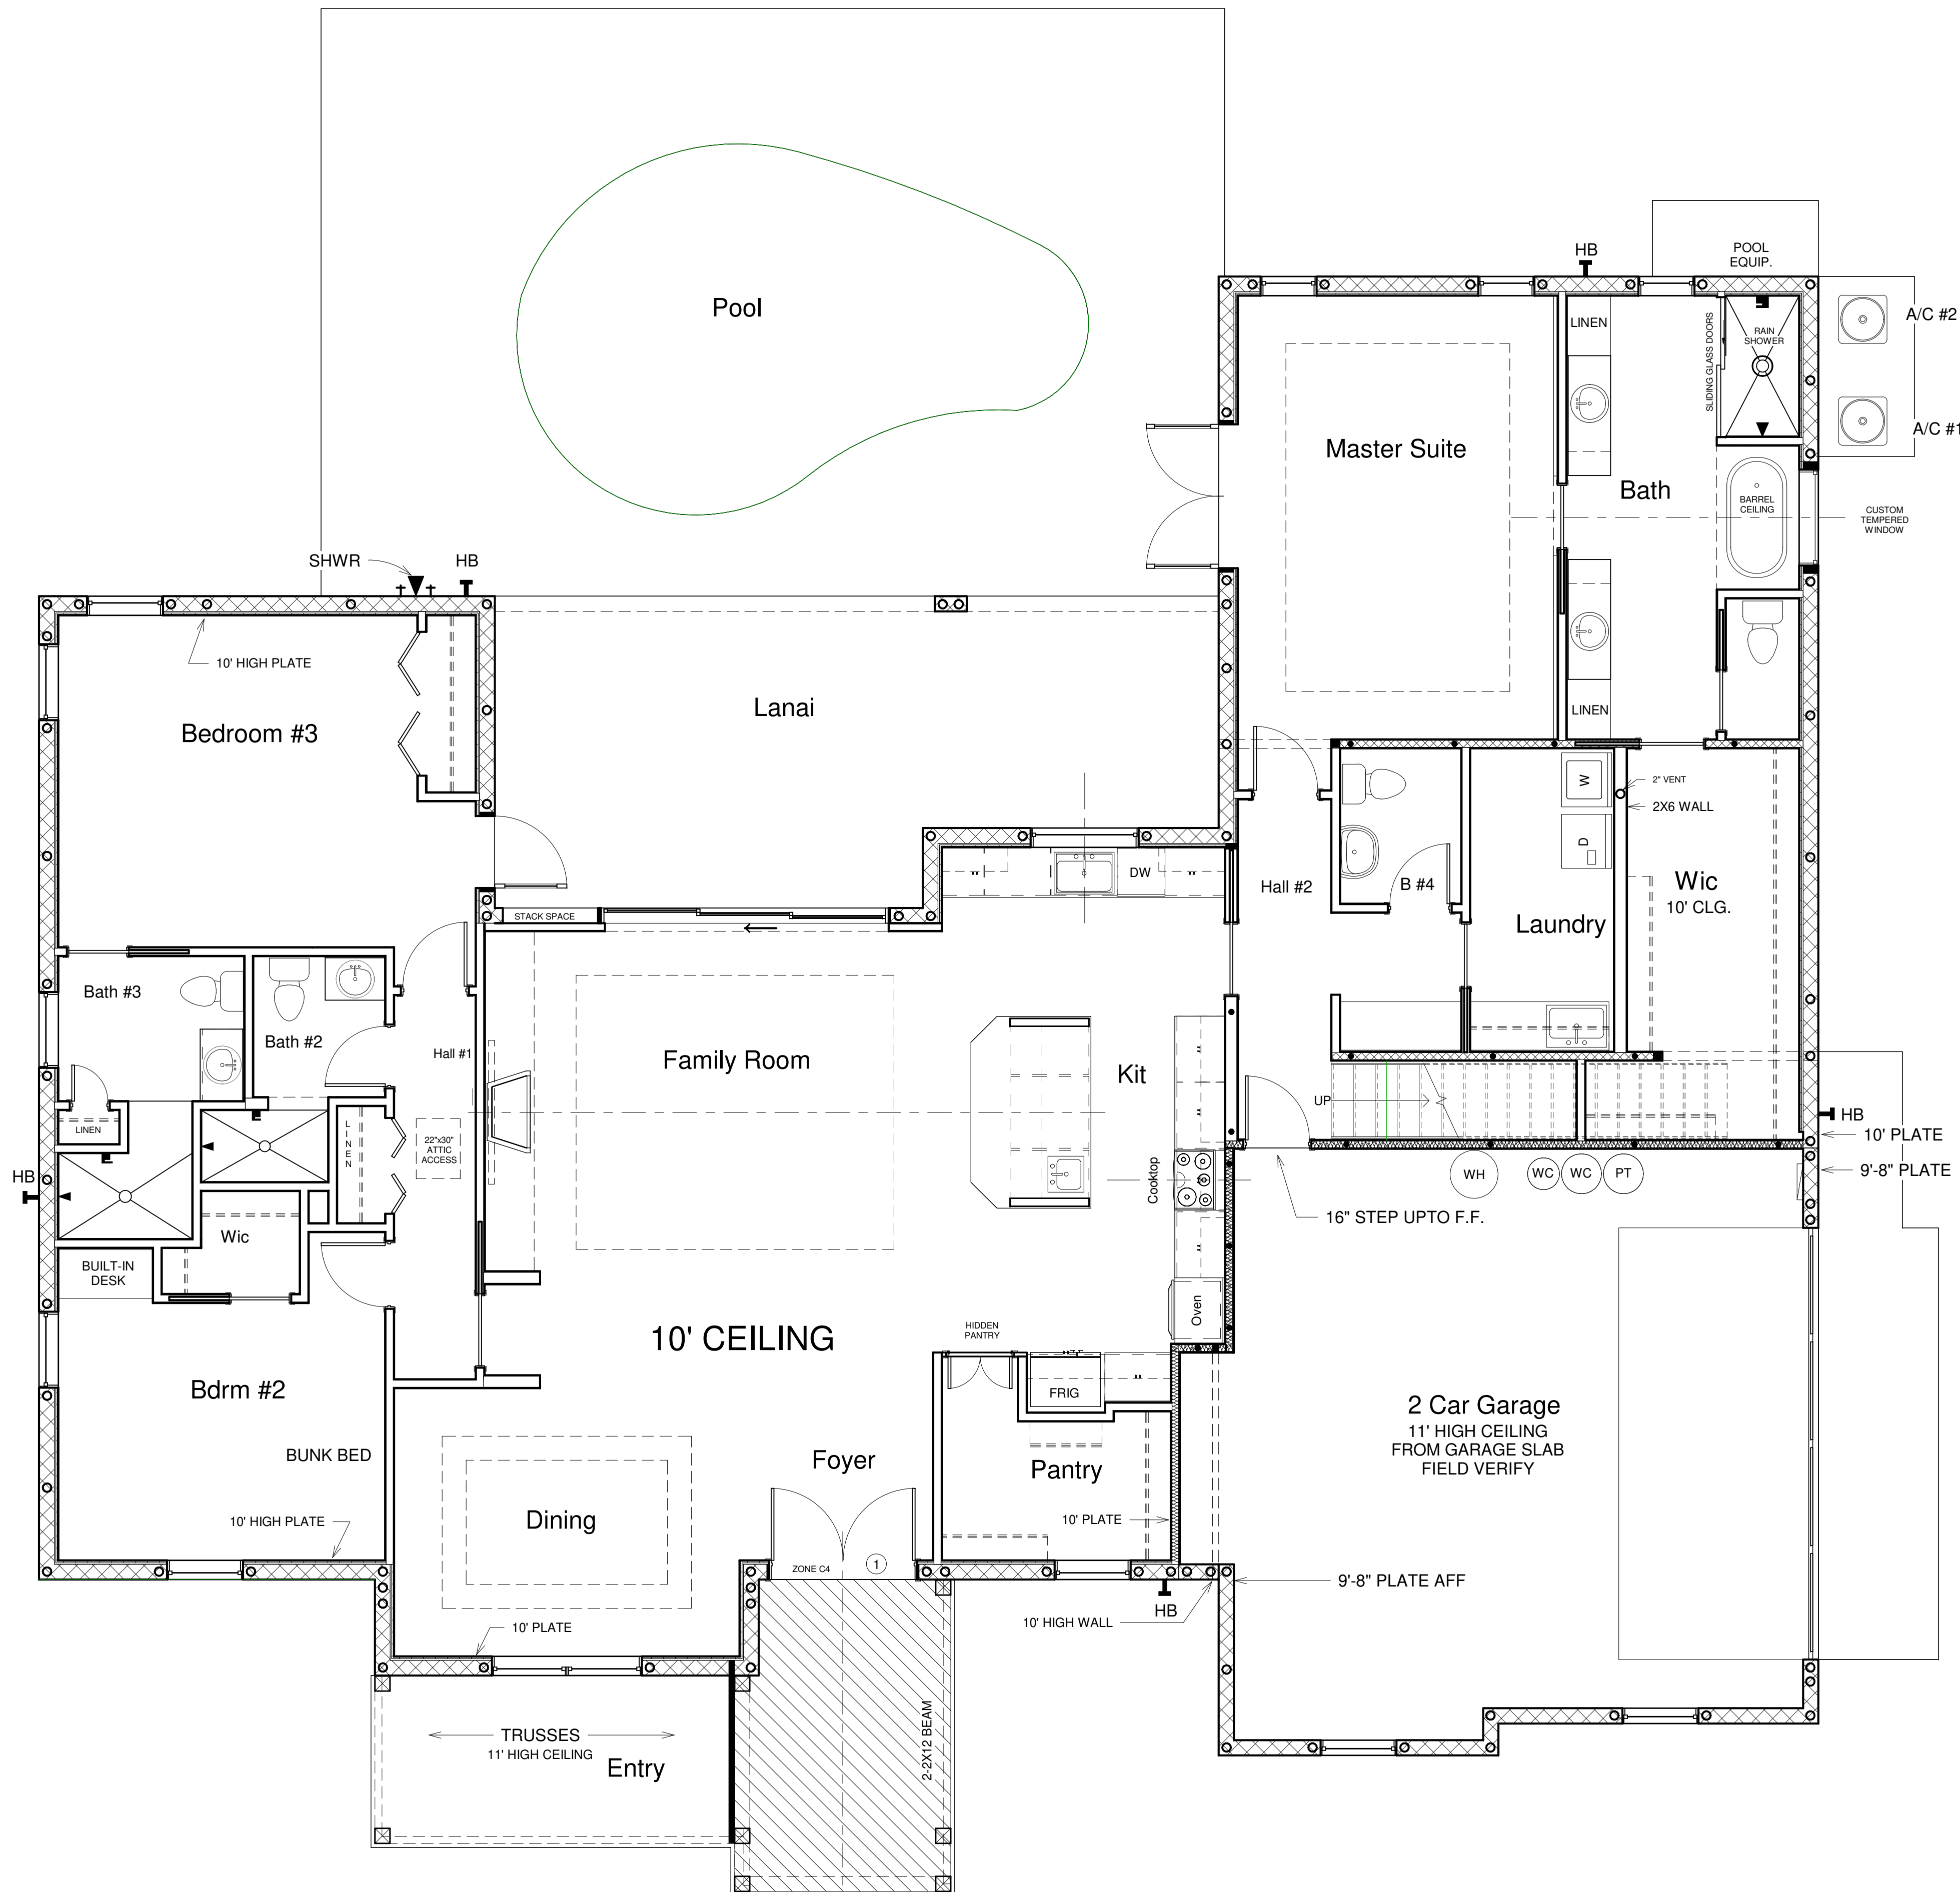 Pool
HB
POOL
EQUIP.
A/C #2
LINEN
SLIDING GLASS DOORS
RAIN
SHOWER
A/C #1
Master Suite
Bath
BARREL
CEILING
CUSTOM
TEMPERED
WINDOW
SHWR
HB
10' HIGH PLATE
Bedroom #3
Lanai
LINEN
W
2" VENT
2X6 WALL
D
DW
Hall #2
B #4
Wic
10' CLG.
Laundry
STACK SPACE
Bath #3
Bath #2
Hall #1
Family Room
Kit
UP
LINEN
LINEN
22"x30"
ATTIC
ACCESS
HB
10' PLATE
9'-8" PLATE
HB
Cooktop
WH
WC
WC
PT
16" STEP UPTO F.F.
Wic
BUILT-IN
DESK
Oven
10' CEILING
HIDDEN
PANTRY
FRIG
Bdrm #2
2 Car Garage
11' HIGH CEILING
FROM GARAGE SLAB
FIELD VERIFY
BUNK BED
Foyer
Pantry
Dining
10' HIGH PLATE
10' PLATE
ZONE C4
1
9'-8" PLATE AFF
HB
10' HIGH WALL
10' PLATE
TRUSSES
11' HIGH CEILING
Entry
2-2X12 BEAM